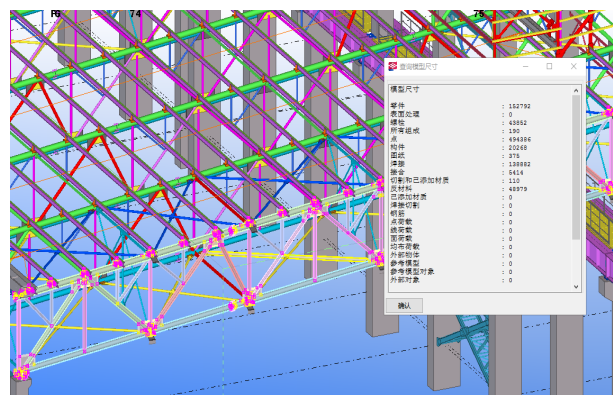 74
75
查询模型尺寸
模型尺寸
零件 : 152792
表面处理 : 0
螺栓 : 43852
所有组成 : 190
点 : 494386
构件 : 20268
图纸 : 375
焊接 : 138882
接合 : 5414
切割和已添加材质 : 110
反材料 : 48979
已添加材质 : 0
焊接切割 : 0
钢筋 : 0
点荷载 : 0
线荷载 : 0
面荷载 : 0
均布荷载 : 0
外部物体 : 0
参考模型 : 0
参考模型对象 : 0
外部对象 : 0
确认